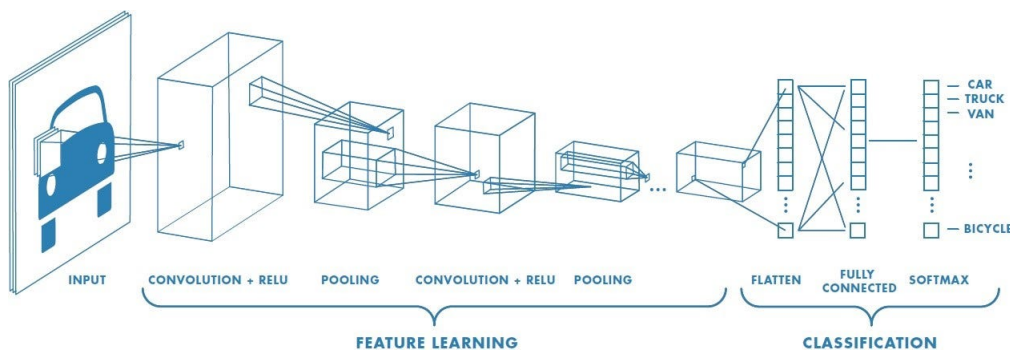 CAR
TRUCK
VAN
BICYCLE
INPUT
CONVOLUTION + RELU
POOLING
CONVOLUTION + RELU
POOLING
FLATTEN
FULLY
CONNECTED
SOFTMAX
FEATURE LEARNING
CLASSIFICATION